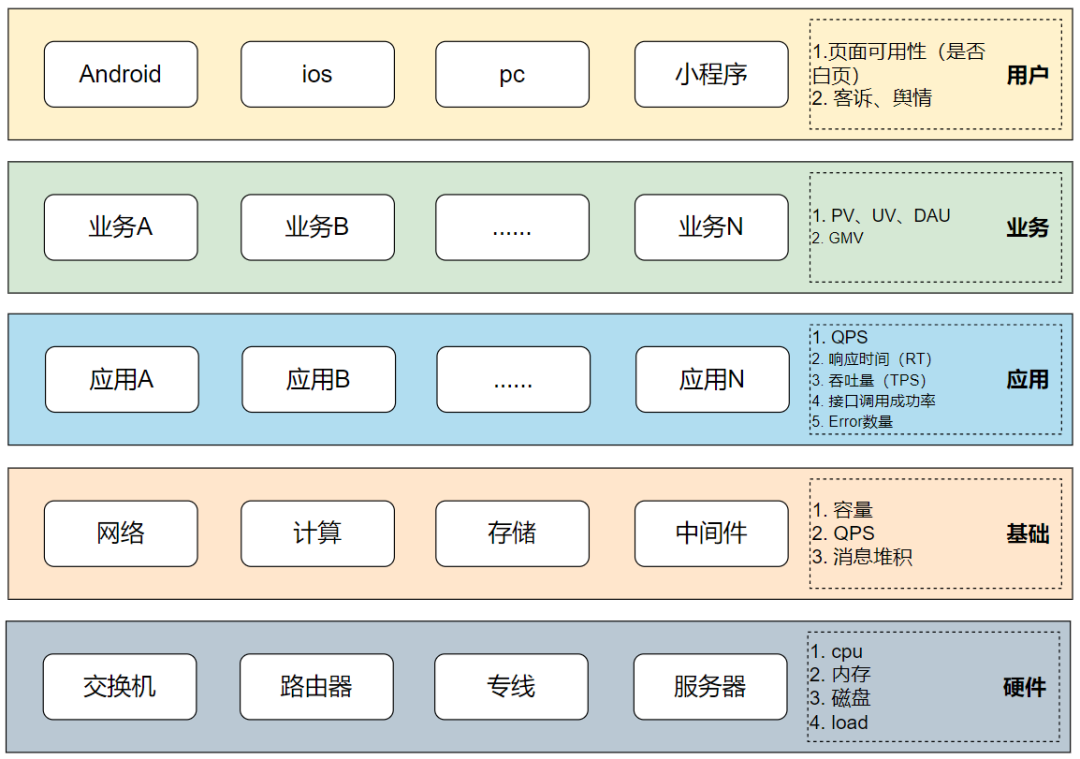 Android
ios
pc
小程序
1.页面可用性（是否
白页）
2. 客诉、舆情
用户
业务A
业务B
......
业务N
1. PV、UV、DAU
2. GMV
业务
应用A
应用B
......
应用N
1. QPS
2. 响应时间（RT）
3. 吞吐量（TPS）
4. 接口调用成功率
5. Error数量
应用
网络
计算
存储
中间件
1. 容量
2. QPS
3. 消息堆积
基础
交换机
路由器
专线
服务器
1. cpu
2. 内存
3. 磁盘
4. load
硬件